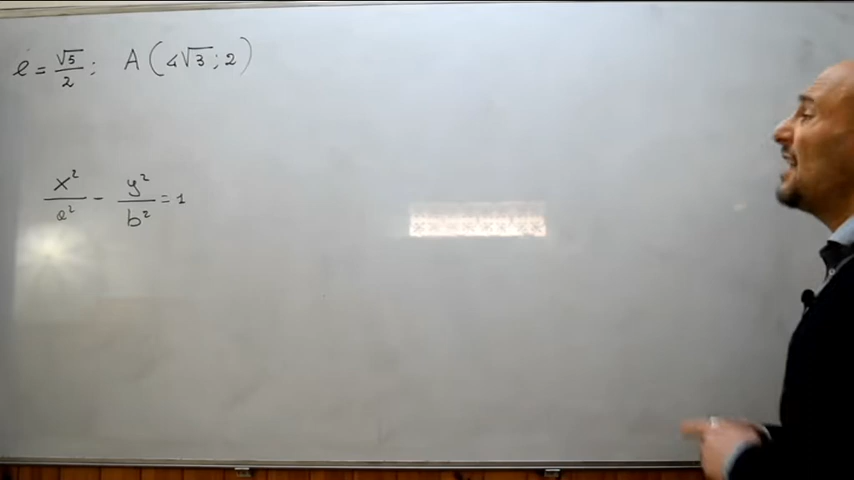 e = √5/2; A(4√3; 2)
x²/a² - y²/b² = 1